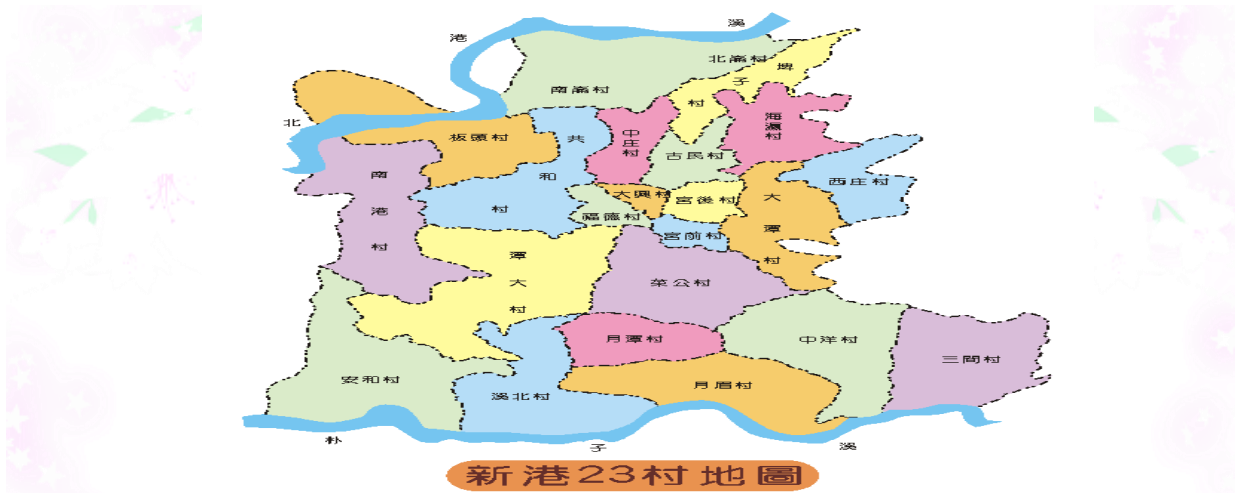 溪
港
北崙村
埤
子
村
南崙村
海瀛村
北
板頭村
共
和
村
中庄村
古民村
南
港
村
大興村
宮後村
大
潭
村
西庄村
福德村
宮前村
潭
大
村
菜公村
月潭村
中洋村
三間村
安和村
溪北村
月眉村
朴
子
溪
新港23村地圖